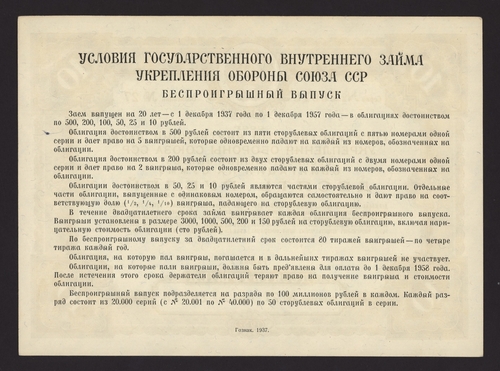 УСЛОВИЯ ГОСУДАРСТВЕННОГО ВНУТРЕННЕГО ЗАЙМА
УКРЕПЛЕНИЯ ОБОРОНЫ СОЮЗА ССР
БЕСПРОИГРЫШНЫЙ ВЫПУСК
Заем выпущен на 20 лет — с 1 декабря 1937 года по 1 декабря 1957 года — в облигациях достоинством
по 500, 200, 100, 50, 25 и 10 рублей.
Облигация достоинством в 500 рублей состоит из пяти сторублевых облигаций с пятью номерами одной
серии и дает право на 5 выигрышей, которые одновременно падают на каждый из номеров, обозначенных на
облигации.
Облигация достоинством в 200 рублей состоит из двух сторублевых облигаций с двумя номерами одной
серии и дает право на 2 выигрыша, которые одновременно падают на каждый из номеров, обозначенных на
облигации.
Облигации достоинством в 50, 25 и 10 рублей являются частями сторублевой облигации. Отдельные
части облигации, выпущенные с одинаковым номером, обращаются самостоятельно и дают право на соот-
ветствующую долю (1/2, 1/4, 1/10) выигрыша, падающего на сторублевую облигацию.
В течение двадцатилетнего срока займа выигрывает каждая облигация беспроигрышного выпуска.
Выигрыши установлены в размере 3000, 1000, 500, 200 и 150 рублей на сторублевую облигацию, включая нари-
цательную стоимость облигации (сто рублей).
По беспроигрышному выпуску за двадцатилетний срок состоится 80 тиражей выигрышей — по четыре
тиража каждый год.
Облигация, на которую пал выигрыш, погашается и в дальнейших тиражах выигрышей не участвует.
Облигации, на которые пали выигрыши, должны быть пред'явлены для оплаты до 1 декабря 1958 года.
После истечения этого срока держатели облигаций теряют право на получение выигрыша и стоимости
облигации.
Беспроигрышный выпуск подразделяется на разряды по 100 миллионов рублей в каждом. Каждый раз-
ряд состоит из 20.000 серий (с № 20.001 по № 40.000) по 50 сторублевых облигаций в серии.
Гознак. 1937.